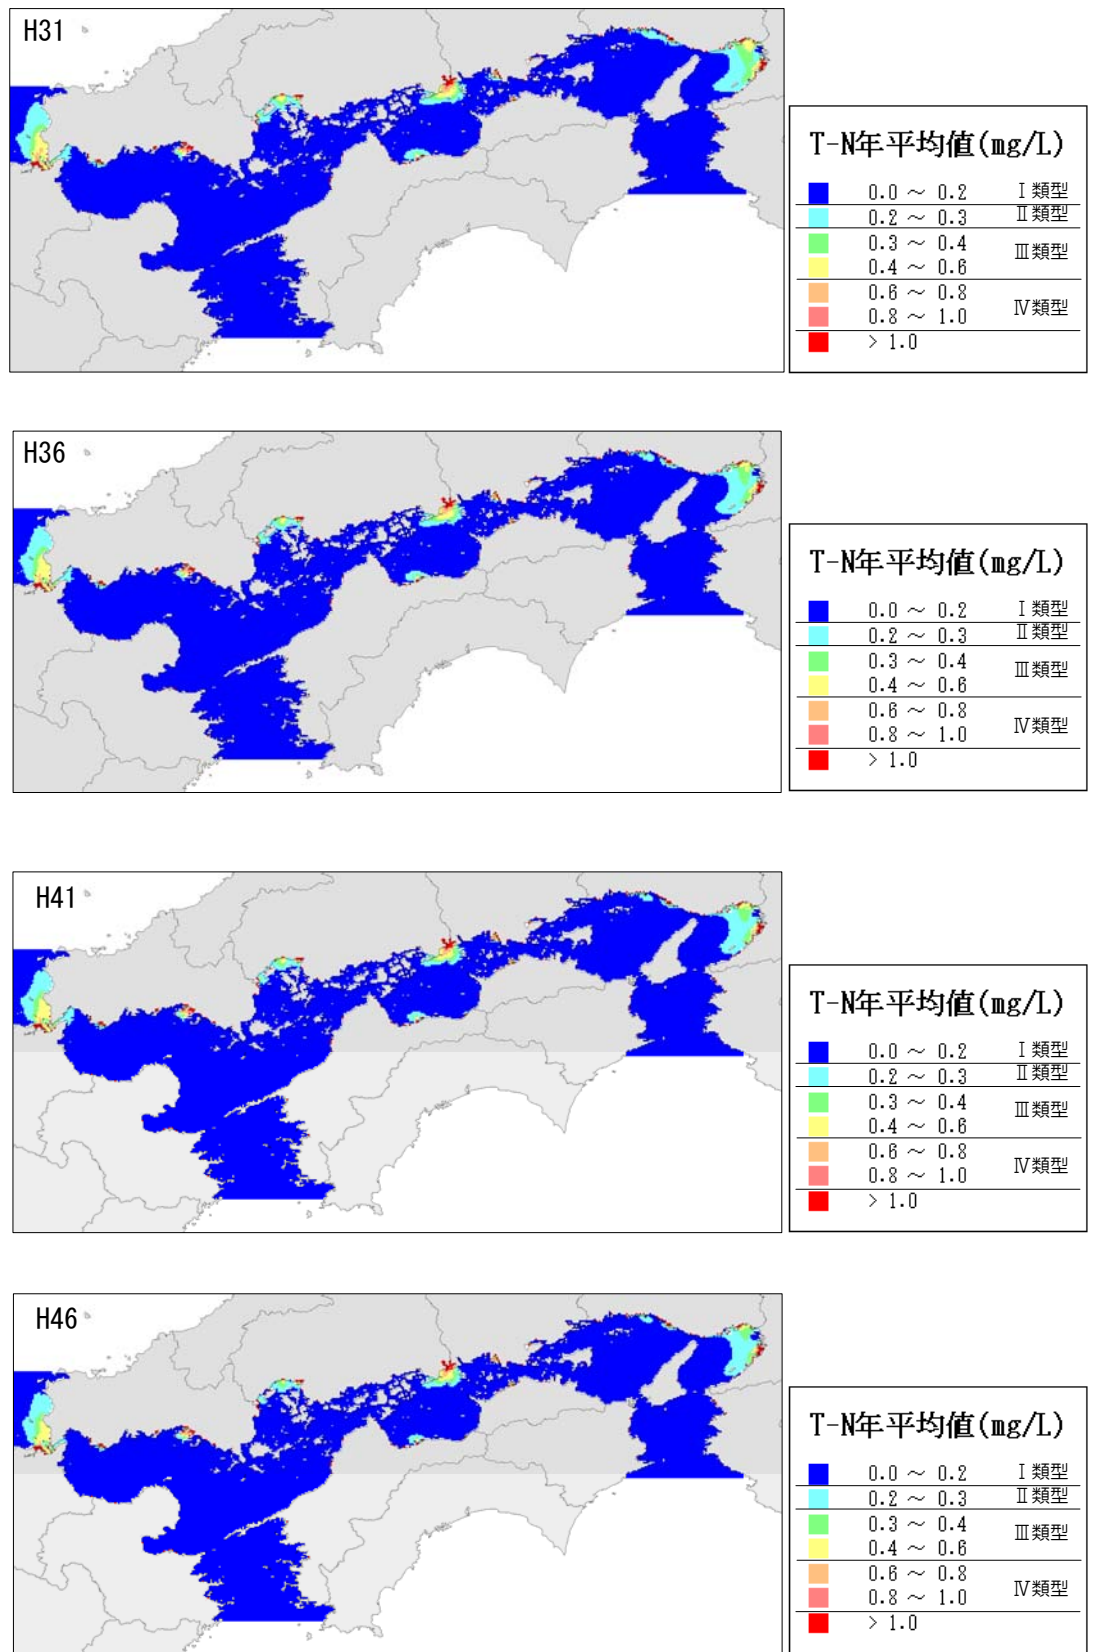 H31
T-N年平均値(mg/L)
0.0 ～ 0.2 Ⅰ類型
0.2 ～ 0.3 Ⅱ類型
0.3 ～ 0.4 Ⅲ類型
0.4 ～ 0.6
0.6 ～ 0.8 Ⅳ類型
0.8 ～ 1.0
> 1.0
H36
T-N年平均値(mg/L)
0.0 ～ 0.2 Ⅰ類型
0.2 ～ 0.3 Ⅱ類型
0.3 ～ 0.4 Ⅲ類型
0.4 ～ 0.6
0.6 ～ 0.8 Ⅳ類型
0.8 ～ 1.0
> 1.0
H41
T-N年平均値(mg/L)
0.0 ～ 0.2 Ⅰ類型
0.2 ～ 0.3 Ⅱ類型
0.3 ～ 0.4 Ⅲ類型
0.4 ～ 0.6
0.6 ～ 0.8 Ⅳ類型
0.8 ～ 1.0
> 1.0
H46
T-N年平均値(mg/L)
0.0 ～ 0.2 Ⅰ類型
0.2 ～ 0.3 Ⅱ類型
0.3 ～ 0.4 Ⅲ類型
0.4 ～ 0.6
0.6 ～ 0.8 Ⅳ類型
0.8 ～ 1.0
> 1.0